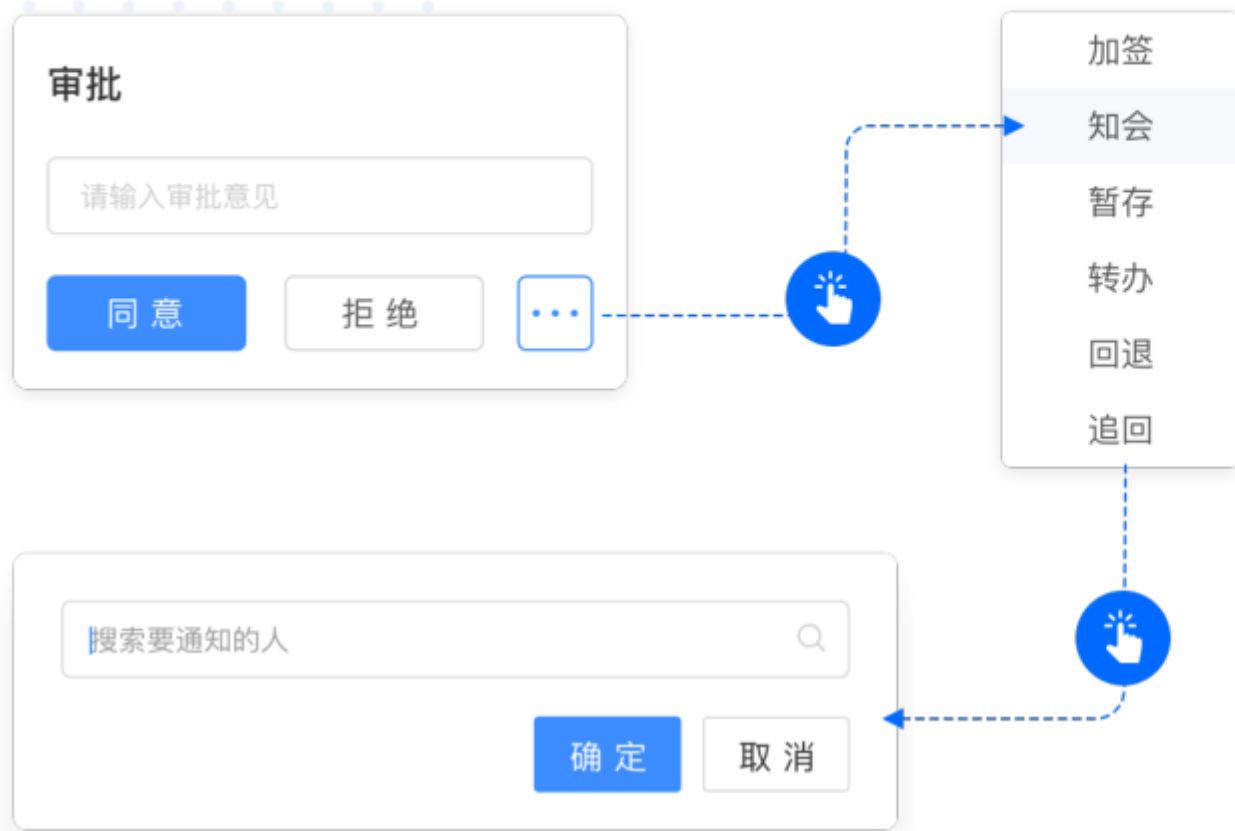 审批
请输入审批意见
同意
拒绝
...
加签
知会
暂存
转办
回退
追回
搜索要通知的人
确定
取消